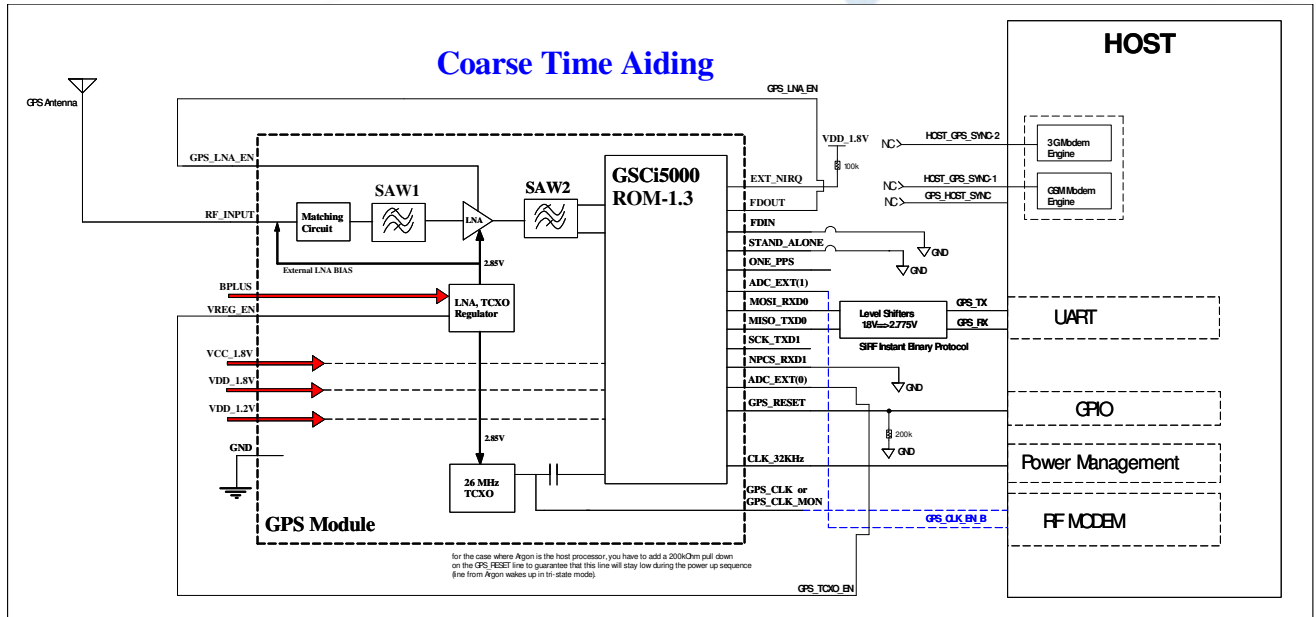 Coarse Time Aiding
HOST
GPS Antenna
GPS_LNA_EN
GPS_LNA_EN
RF_INPUT
Matching
Circuit
SAW1
LNA
SAW2
GSCi5000
ROM-1.3
External LNA BIAS
2.85V
BPLUS
VREG_EN
LNA, TCXO
Regulator
VCC_1.8V
VDD_1.8V
VDD_1.2V
GND
2.85V
26 MHz
TCXO
GPS Module
VDD_1.8V
100k
EXT_NIRQ
FDOUT
FDIN
GND
STAND_ALONE
GND
ONE_PPS
ADC_EXT(1)
MOSI_RXD0
MISO_TXD0
SCK_TXD1
NPCS_RXD1
GND
ADC_EXT(0)
GPS_RESET
200k
GND
CLK_32KHz
GPS_CLK or
GPS_CLK_MON
GPS_CLK_EN_B
GPS_TCXO_EN
Level Shifters
1.8V==>2.775V
SiRF Instant Binary Protocol
GPS_TX
GPS_RX
NC
HOST_GPS_SYNC-2
NC
HOST_GPS_SYNC-1
NC
GPS_HOST_SYNC
3G Modem
Engine
GSM Modem
Engine
UART
GPIO
Power Management
RF MODEM
for the case where Argon is the host processor, you have to add a 200kOhm pull down
on the GPS_RESET line to guarantee that this line will stay low during the power up sequence
(line from Argon wakes up in tri-state mode).